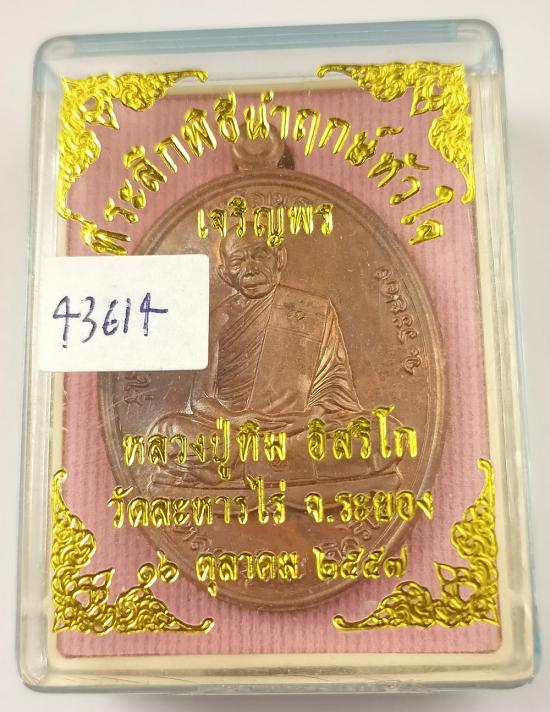 พระลึกพิธีนำฤกษ์หัวใจ
เจริญพร
43614
หลวงปู่ทิม อิสริโก
วัดละหารไร่ จ.ระยอง
๑๖ ตุลาคม ๒๕๕๗